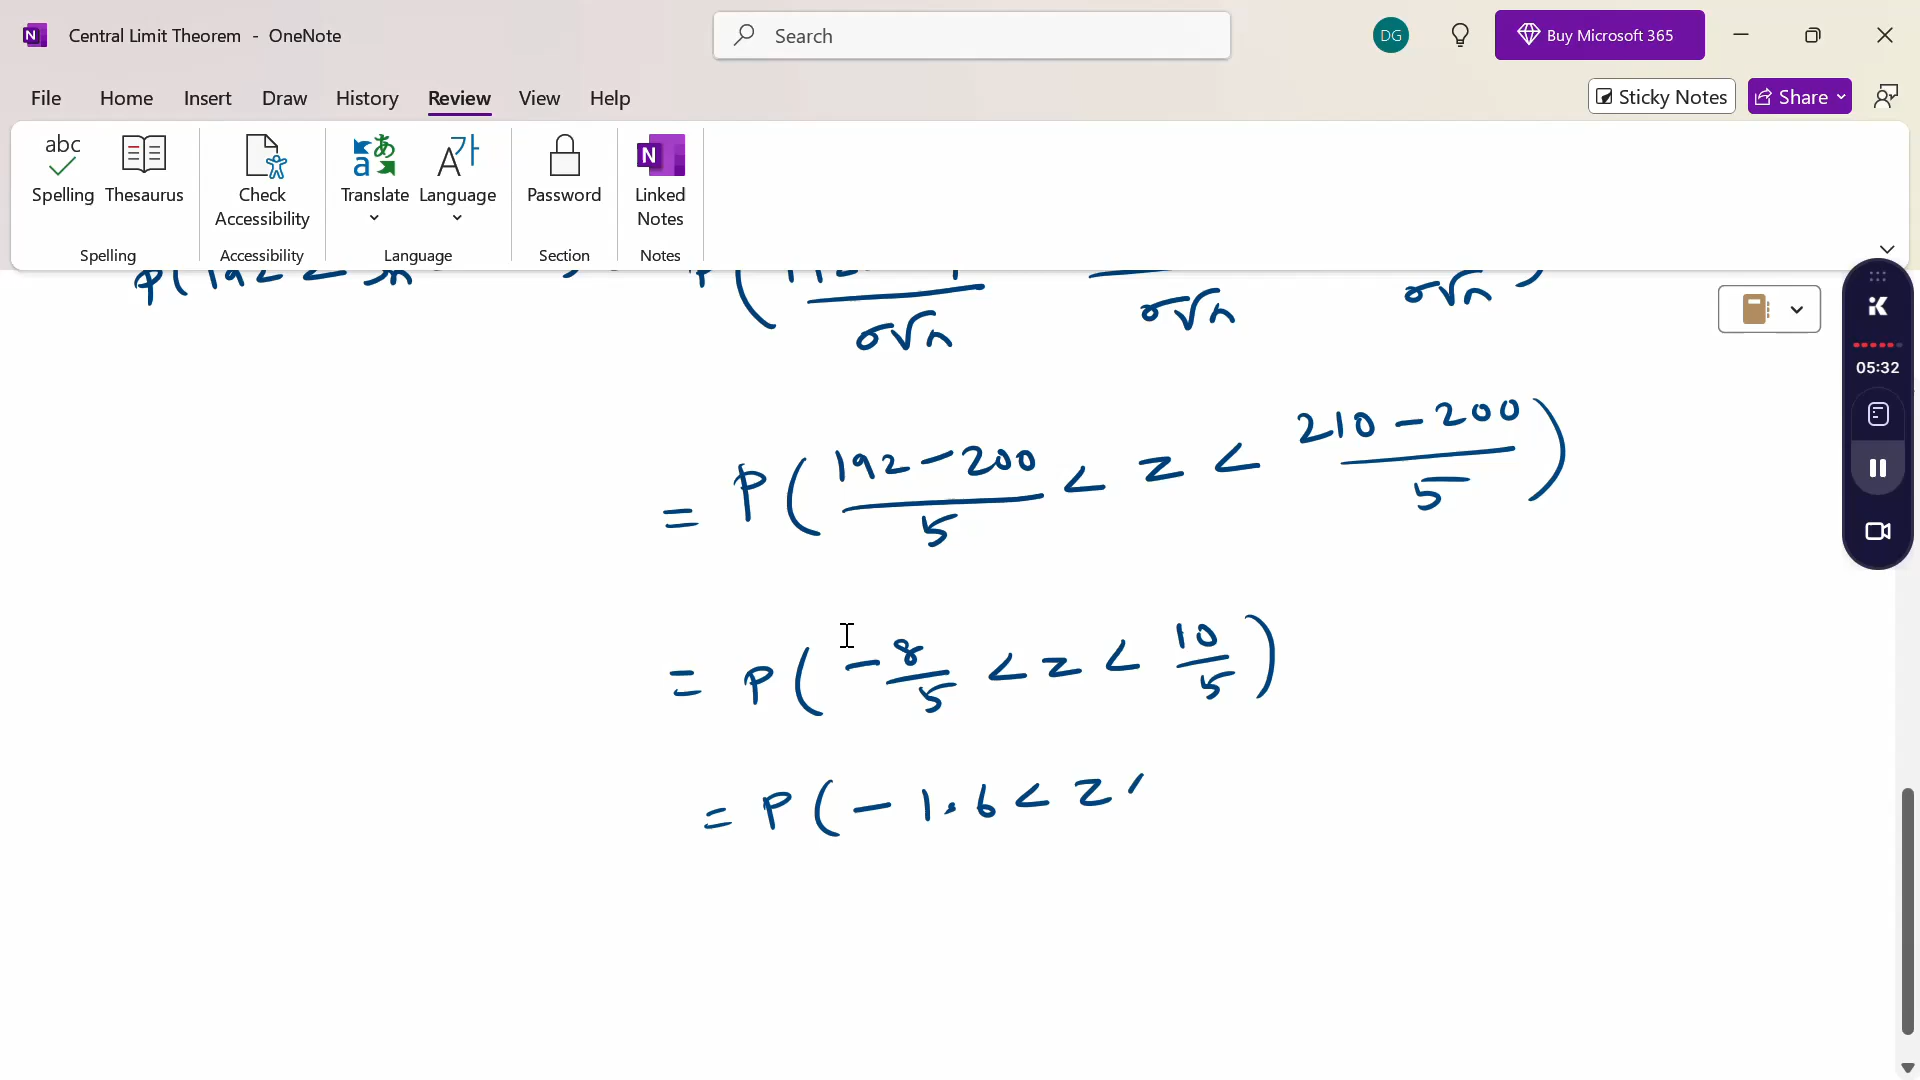 Central Limit Theorem - OneNote
Search
DG
Buy Microsoft 365
File Home Insert Draw History Review View Help
Sticky Notes
Share
abc
Spelling
Thesaurus
Check Accessibility
Translate
Language
Password
Linked Notes
Spelling
Accessibility
Language
Section
Notes
05:32
σ√n σ√n σ√n
= P( 192-200 / 5 < z < 210-200 / 5 )
= P( -8/5 < z < 10/5 )
= P( -1.6 < z